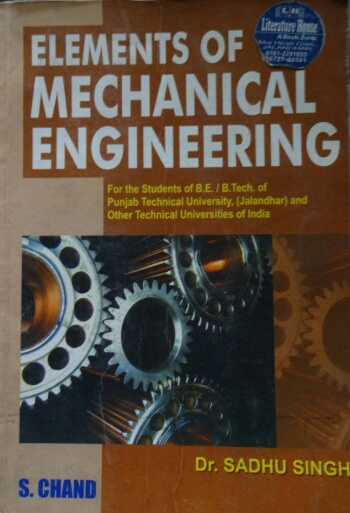 L. H.
Literature House
ELEMENTS OF
MECHANICAL
ENGINEERING
For the Students of B.E. / B.Tech. of
Punjab Technical University, (Jalandhar) and
Other Technical Universities of India
Dr. SADHU SINGH
S. CHAND